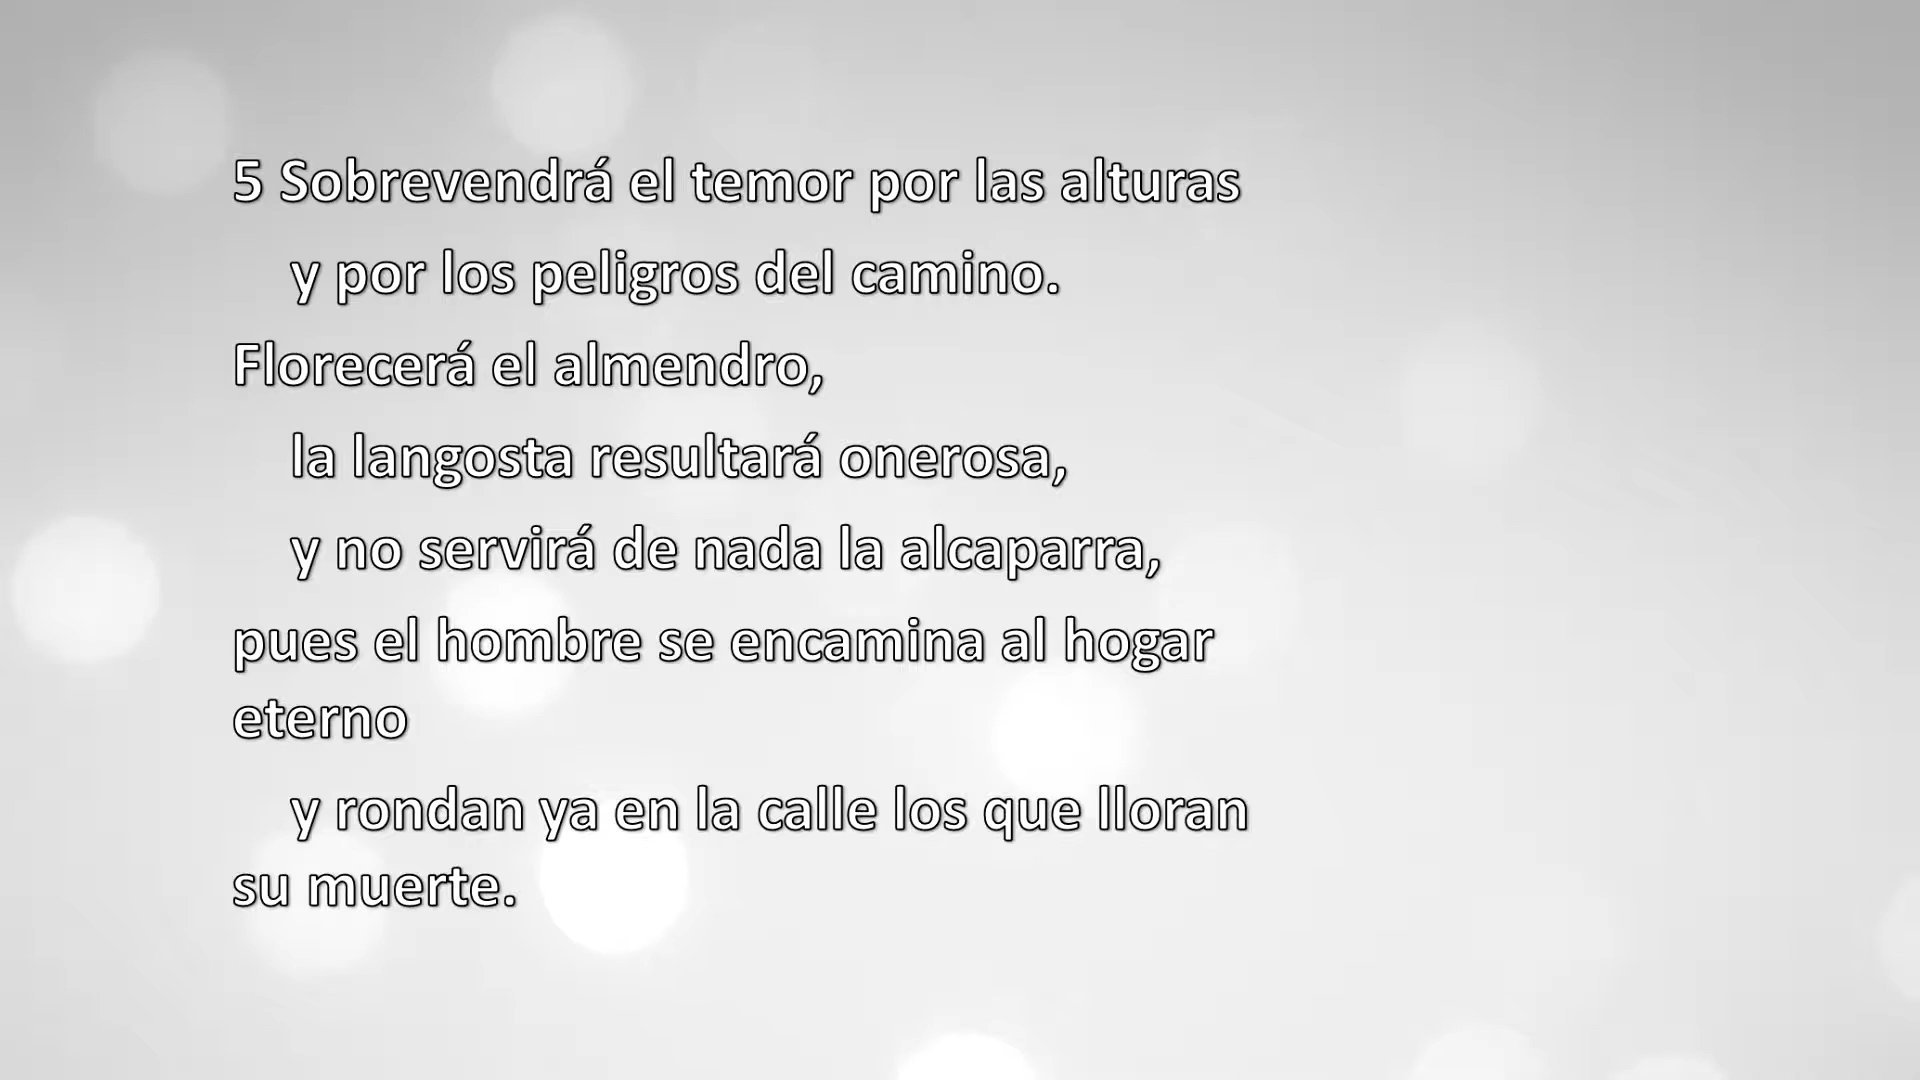 5 Sobrevendrá el temor por las alturas
y por los peligros del camino.
Florecerá el almendro,
la langosta resultará onerosa,
y no servirá de nada la alcaparra,
pues el hombre se encamina al hogar
eterno
y rondan ya en la calle los que lloran
su muerte.